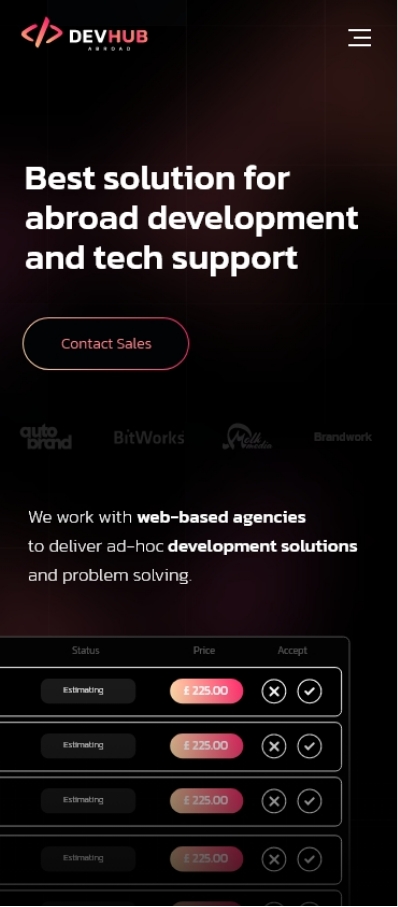 </> DEVHUB
ABROAD
Best solution for
abroad development
and tech support
Contact Sales
auto
brand
BitWorks
Molk
media
Brandwork
We work with web-based agencies
to deliver ad-hoc development solutions
and problem solving.
Status Price Accept
Estimating £ 225.00
Estimating £ 225.00
Estimating £ 225.00
Estimating £ 225.00